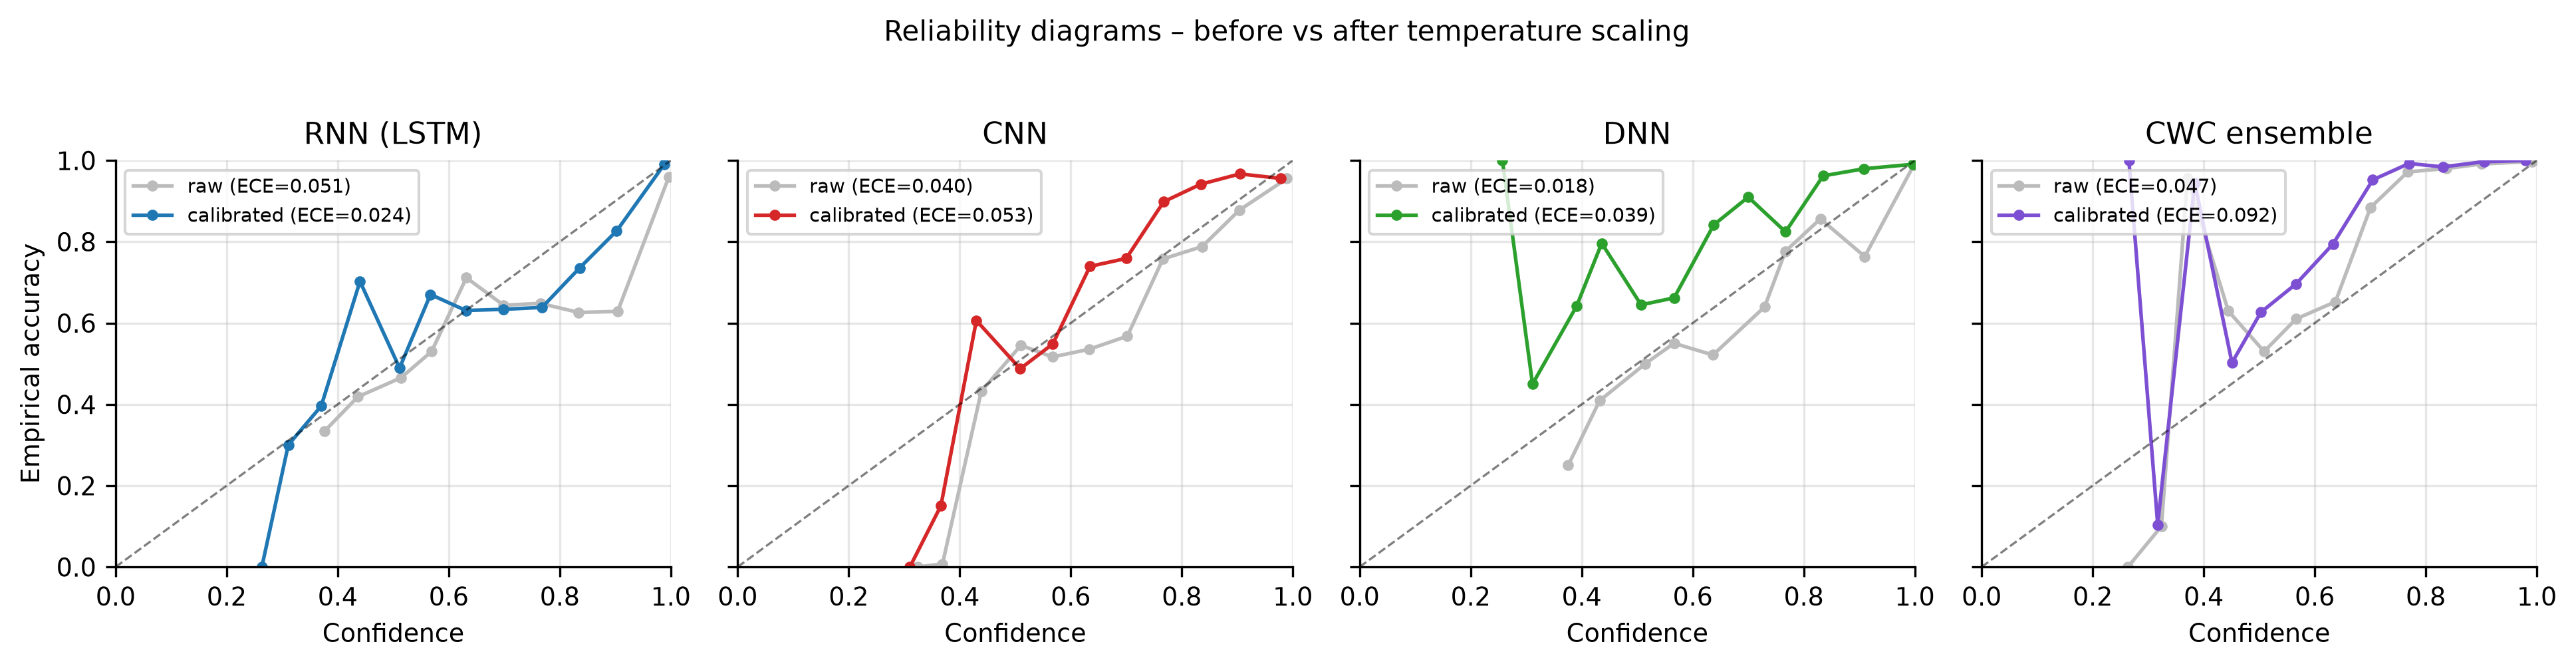 Reliability diagrams – before vs after temperature scaling
RNN (LSTM)
raw (ECE=0.051)
calibrated (ECE=0.024)
Empirical accuracy
1.0
0.8
0.6
0.4
0.2
0.0
0.0 0.2 0.4 0.6 0.8 1.0
Confidence
CNN
raw (ECE=0.040)
calibrated (ECE=0.053)
0.0 0.2 0.4 0.6 0.8 1.0
Confidence
DNN
raw (ECE=0.018)
calibrated (ECE=0.039)
0.0 0.2 0.4 0.6 0.8 1.0
Confidence
CWC ensemble
raw (ECE=0.047)
calibrated (ECE=0.092)
0.0 0.2 0.4 0.6 0.8 1.0
Confidence